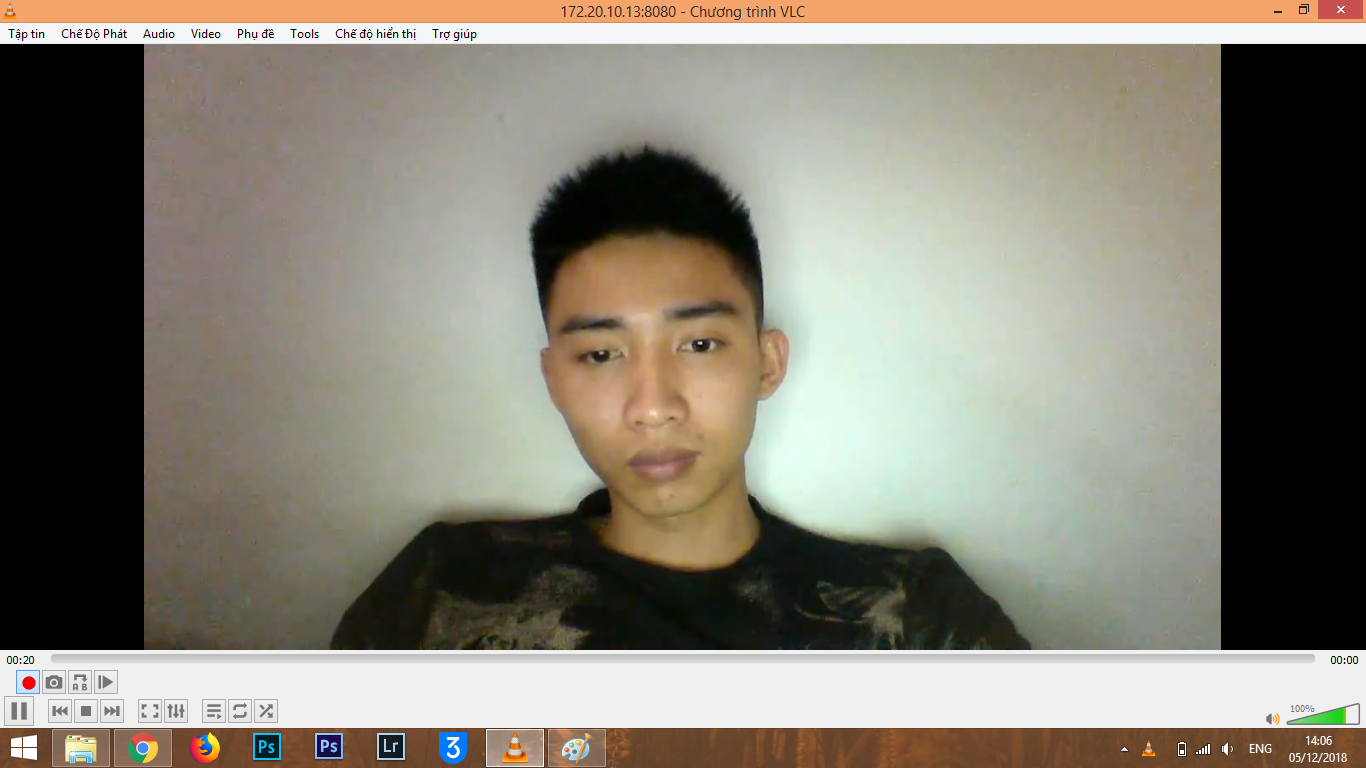 172.20.10.13:8080 - Chương trình VLC
Tập tin Chế Độ Phát Audio Video Phụ đề Tools Chế độ hiển thị Trợ giúp
00:20 00:00
A B
100%
Ps Ps Lr ENG 14:06
05/12/2018